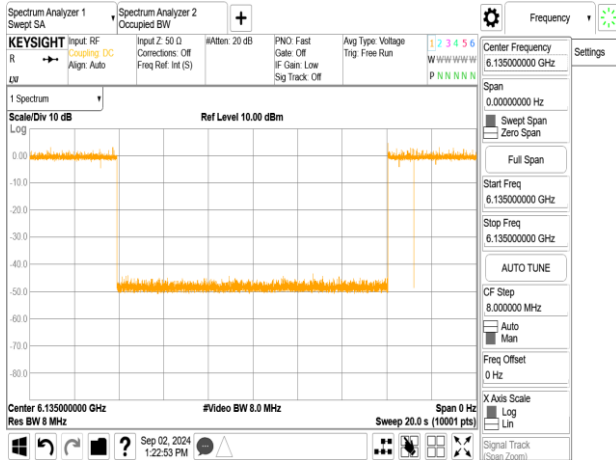 Spectrum Analyzer 1
Swept SA
Spectrum Analyzer 2
Occupied BW
+
Frequency
Settings
KEYSIGHT
R
LXI
Input: RF
Coupling: DC
Align: Auto
Input Z: 50 Ω
Corrections: Off
Freq Ref: Int (S)
#Atten: 20 dB
PNO: Fast
Gate: Off
IF Gain: Low
Sig Track: Off
Avg Type: Voltage
Trig: Free Run
1 2 3 4 5 6
W W W W W W
P N N N N N
1 Spectrum
Scale/Div 10 dB
Ref Level 10.00 dBm
Log
0.00
-10.0
-20.0
-30.0
-40.0
-50.0
-60.0
-70.0
-80.0
Center 6.135000000 GHz
#Video BW 8.0 MHz
Span 0 Hz
Res BW 8 MHz
Sweep 20.0 s (10001 pts)
Center Frequency
6.135000000 GHz
Span
0.00000000 Hz
Swept Span
Zero Span
Full Span
Start Freq
6.135000000 GHz
Stop Freq
6.135000000 GHz
AUTO TUNE
CF Step
8.000000 MHz
Auto
Man
Freq Offset
0 Hz
X Axis Scale
Log
Lin
Signal Track
(Span Zoom)
?
Sep 02, 2024
1:22:53 PM